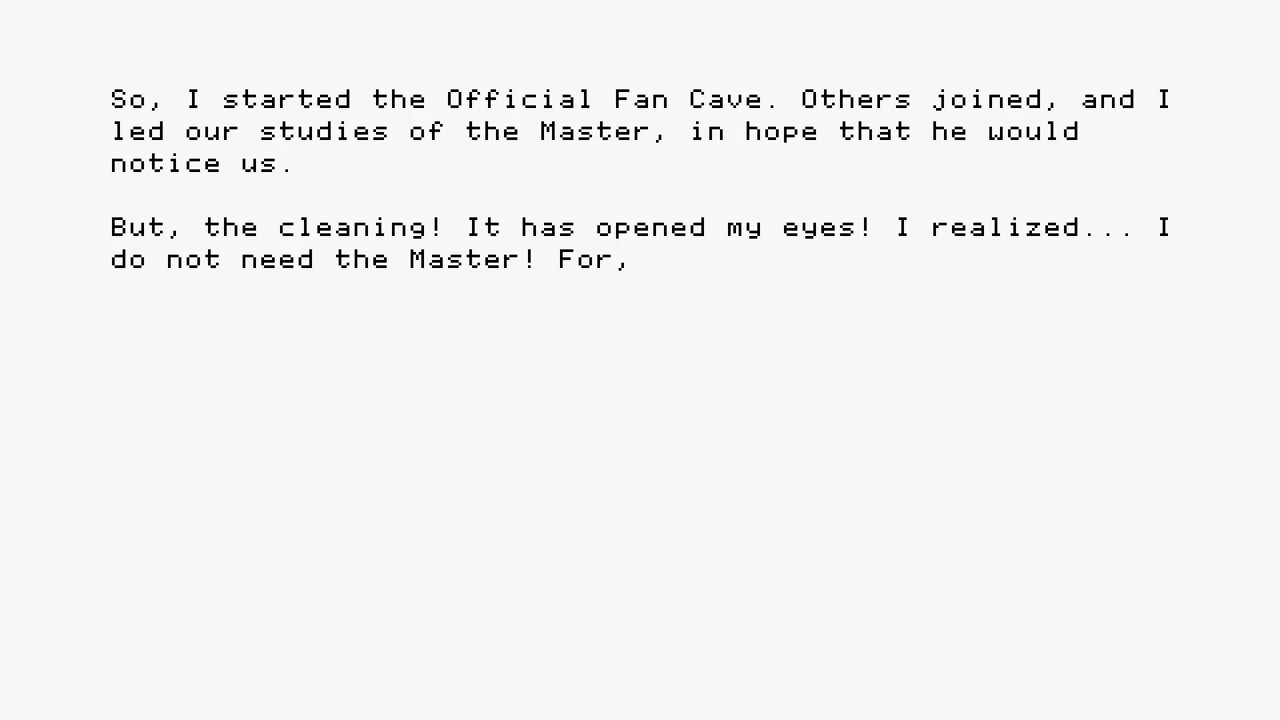 So, I started the Official Fan Cave. Others joined, and I
led our studies of the Master, in hope that he would
notice us.
But, the cleaning! It has opened my eyes! I realized... I
do not need the Master! For,